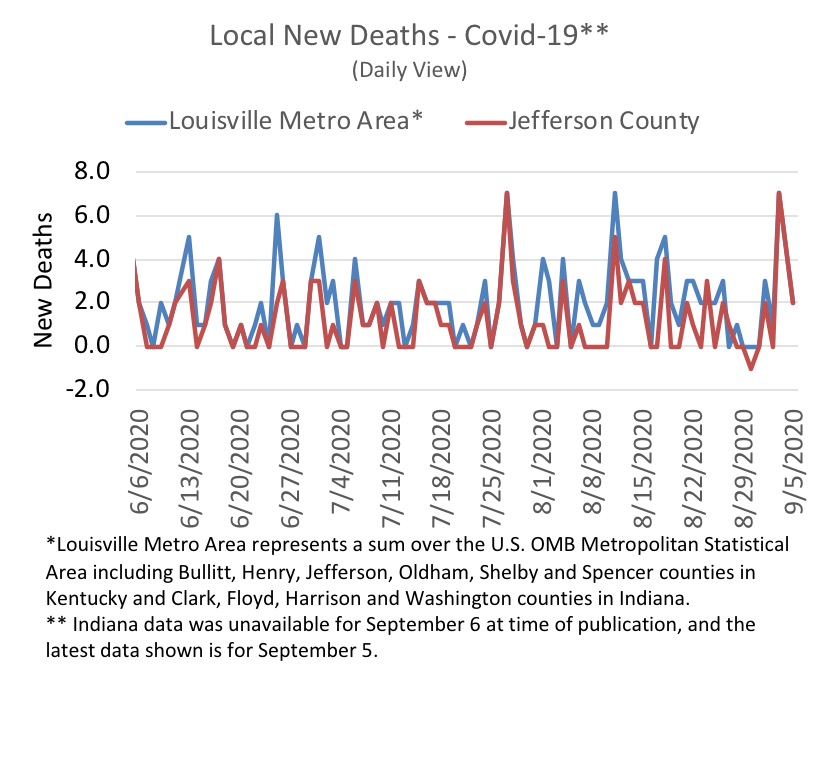 Local New Deaths - Covid-19**
(Daily View)
Louisville Metro Area* Jefferson County
New Deaths
8.0
6.0
4.0
2.0
0.0
-2.0
6/6/2020
6/13/2020
6/20/2020
6/27/2020
7/4/2020
7/11/2020
7/18/2020
7/25/2020
8/1/2020
8/8/2020
8/15/2020
8/22/2020
8/29/2020
9/5/2020
*Louisville Metro Area represents a sum over the U.S. OMB Metropolitan Statistical
Area including Bullitt, Henry, Jefferson, Oldham, Shelby and Spencer counties in
Kentucky and Clark, Floyd, Harrison and Washington counties in Indiana.
** Indiana data was unavailable for September 6 at time of publication, and the
latest data shown is for September 5.